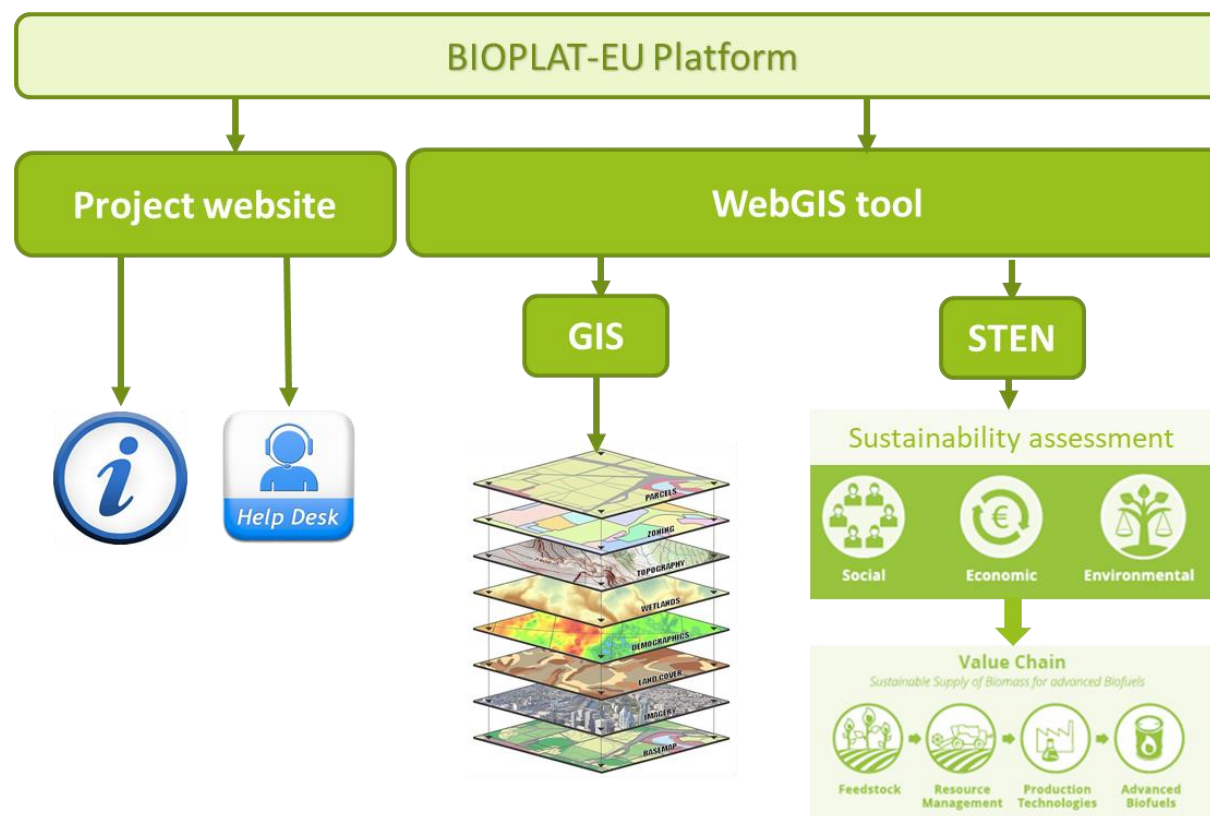 BIOPLAT-EU Platform
Project website
WebGIS tool
GIS
STEN
i
Help Desk
PARCELS
ZONING
TOPOGRAPHY
WETLANDS
DEMOGRAPHICS
LAND COVER
IMAGERY
BASEMAP
Sustainability assessment
€
Social
Economic
Environmental
Value Chain
Sustainable Supply of Biomass for advanced Biofuels
Feedstock
Resource
Management
Production
Technologies
Advanced
Biofuels